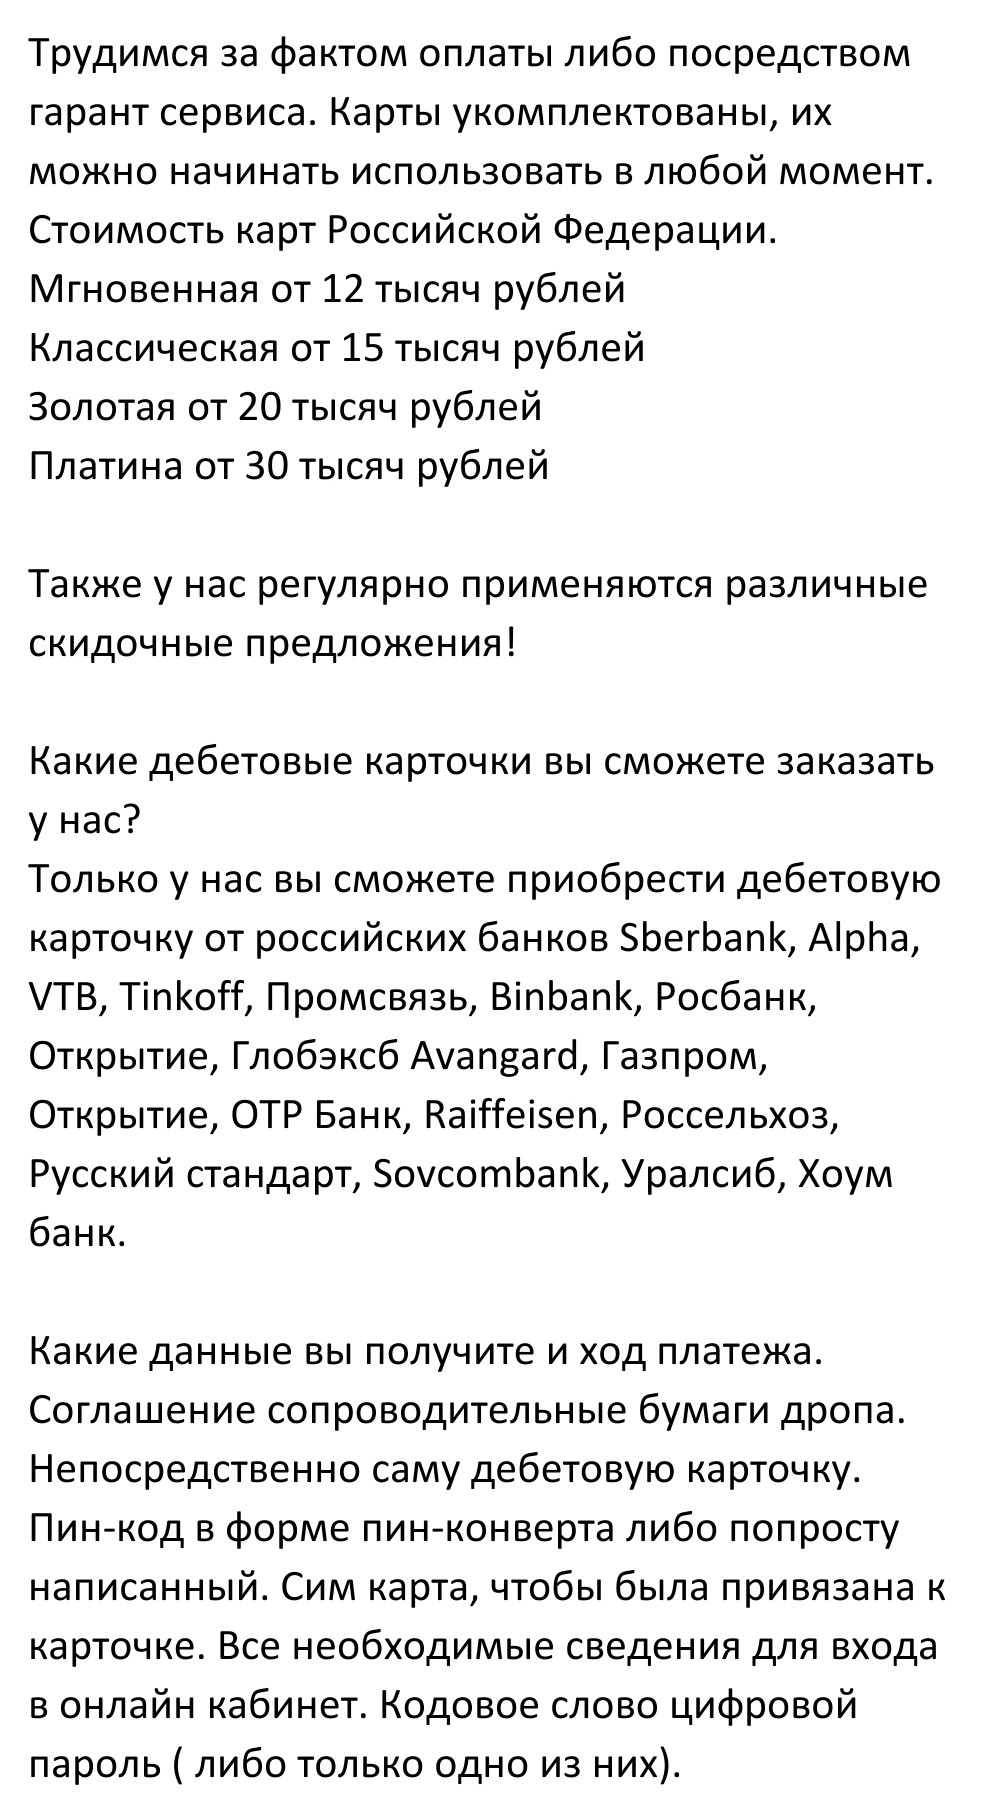 Трудимся за фактом оплаты либо посредством
гарант сервиса. Карты укомплектованы, их
можно начинать использовать в любой момент.
Стоимость карт Российской Федерации.
Мгновенная от 12 тысяч рублей
Классическая от 15 тысяч рублей
Золотая от 20 тысяч рублей
Платина от 30 тысяч рублей
Также у нас регулярно применяются различные
скидочные предложения!
Какие дебетовые карточки вы сможете заказать
у нас?
Только у нас вы сможете приобрести дебетовую
карточку от российских банков Sberbank, Alpha,
VTB, Tinkoff, Промсвязь, Binbank, Росбанк,
Открытие, Глобэксб Avangard, Газпром,
Открытие, ОТР Банк, Raiffeisen, Россельхоз,
Русский стандарт, Sovcombank, Уралсиб, Хоум
банк.
Какие данные вы получите и ход платежа.
Соглашение сопроводительные бумаги дропа.
Непосредственно саму дебетовую карточку.
Пин-код в форме пин-конверта либо попросту
написанный. Сим карта, чтобы была привязана к
карточке. Все необходимые сведения для входа
в онлайн кабинет. Кодовое слово цифровой
пароль ( либо только одно из них).